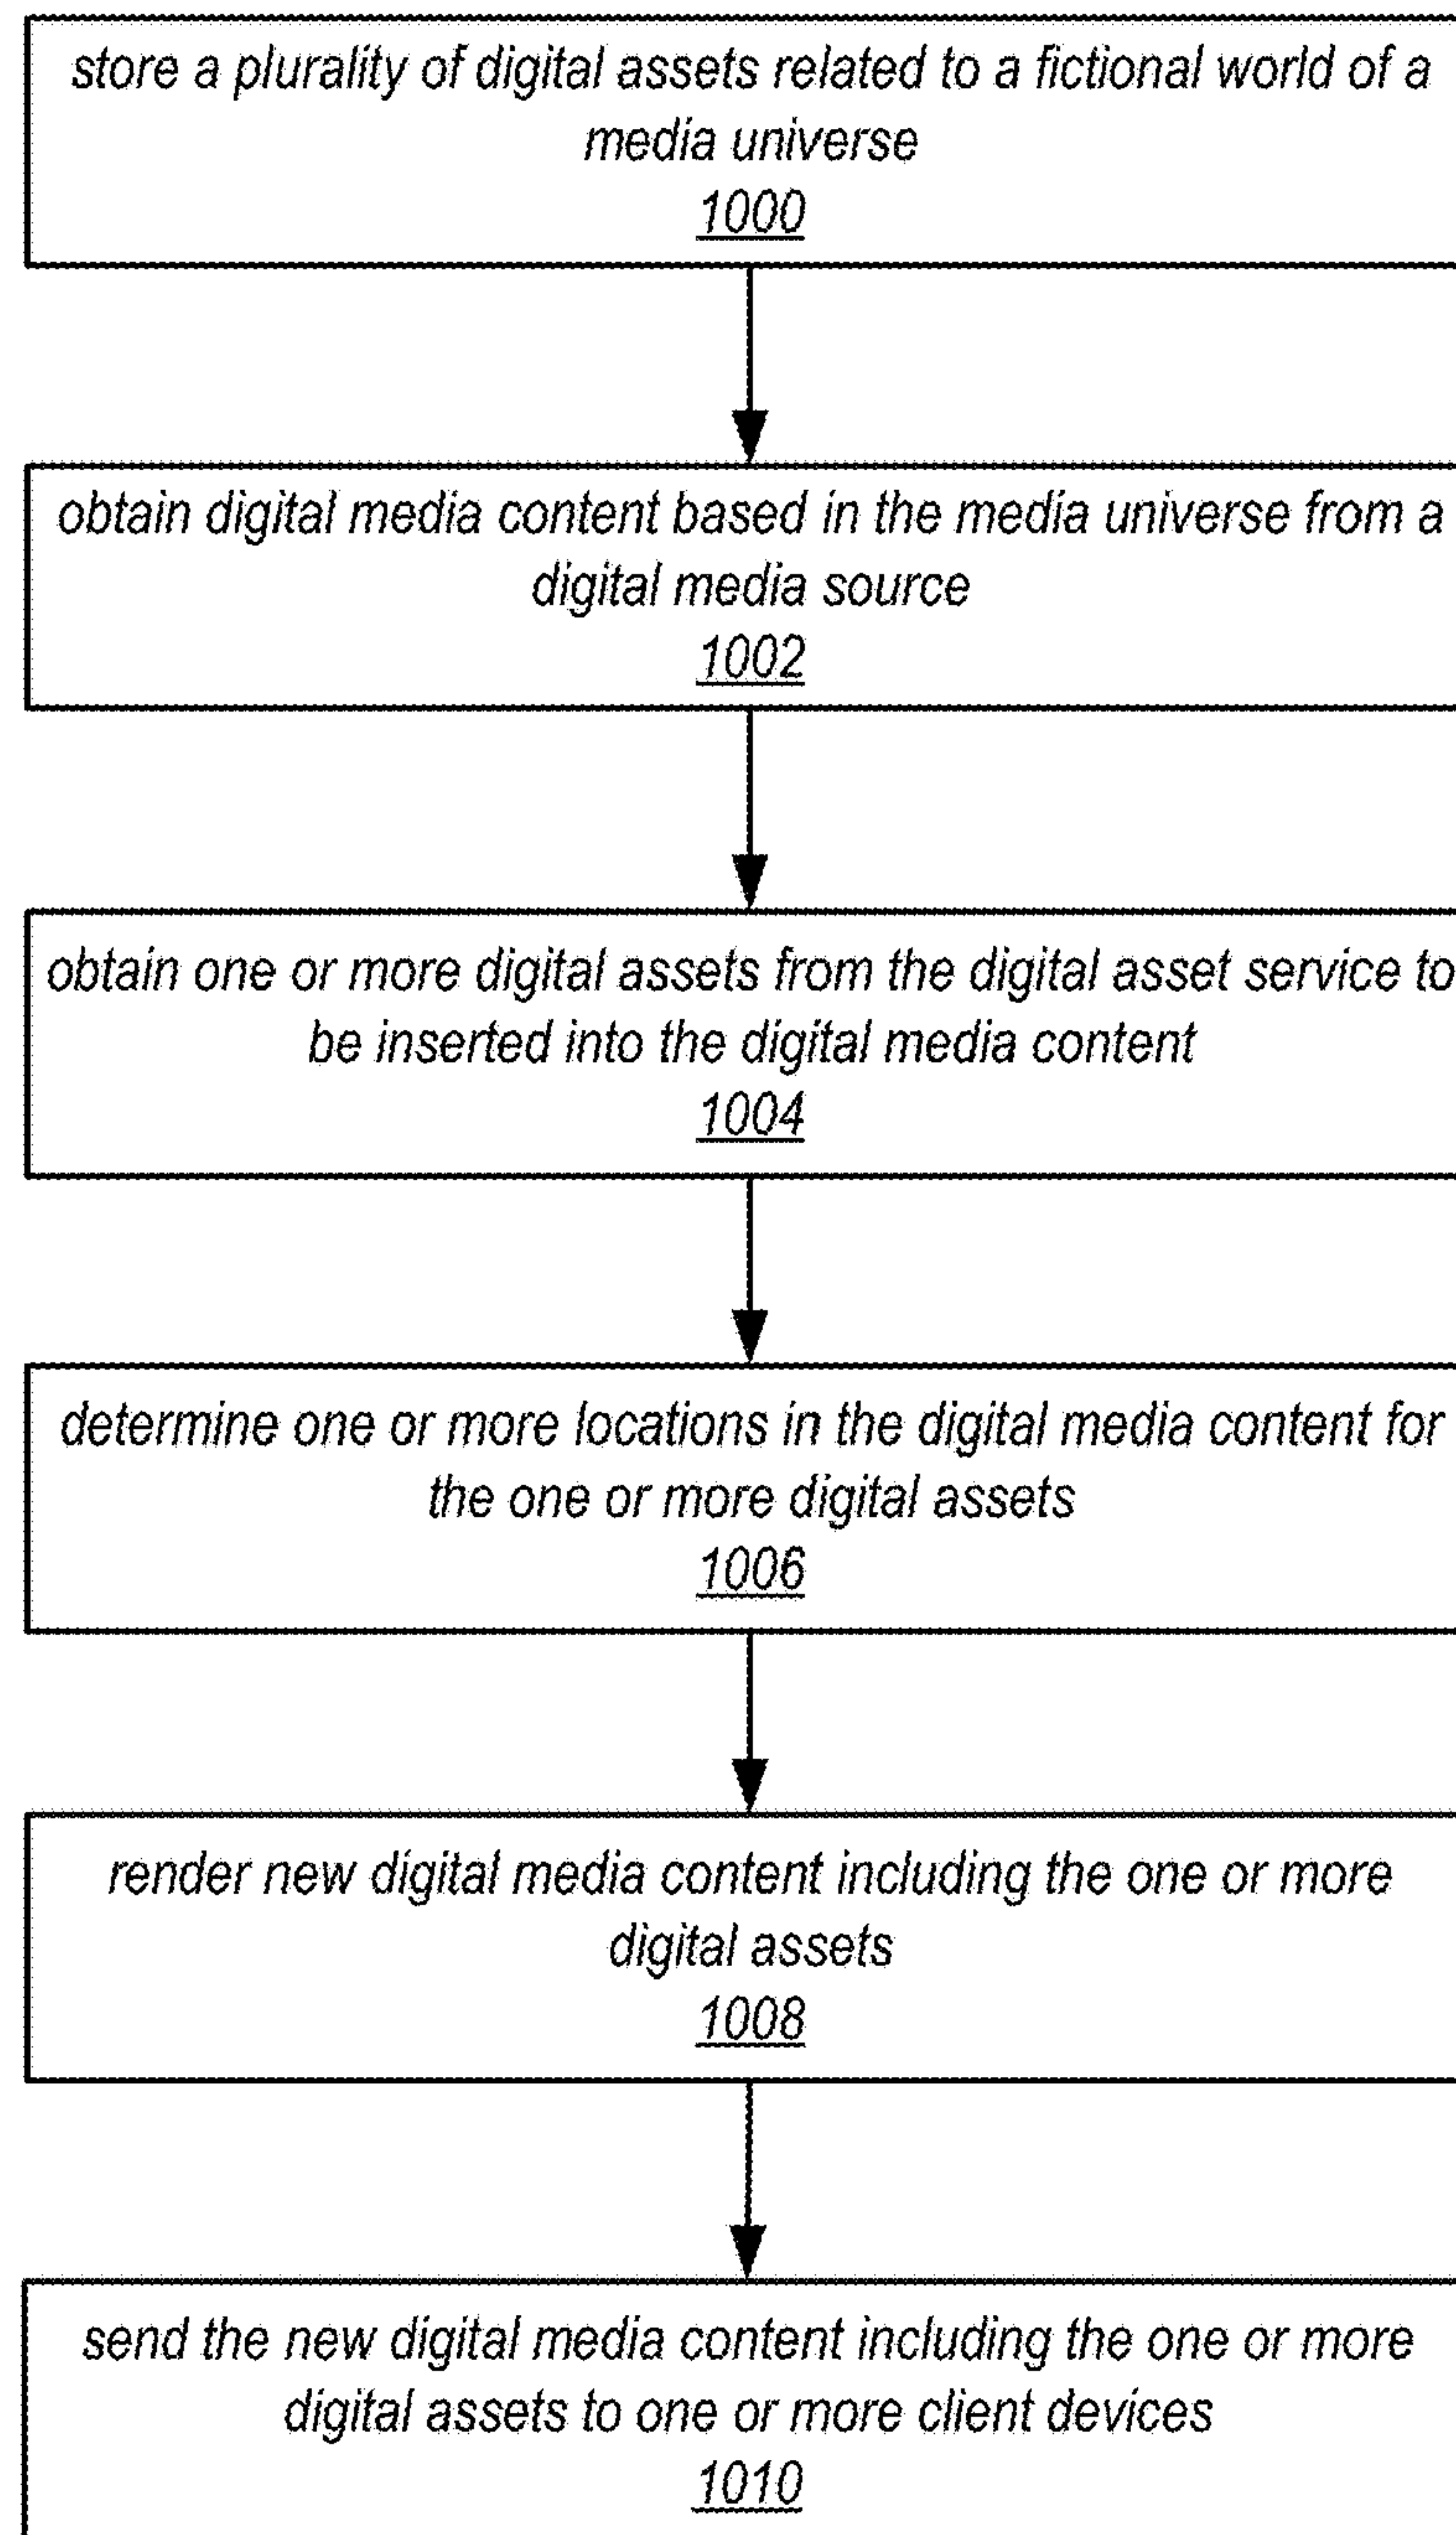 store a plurality of digital assets related to a fictional world of a
media universe
1000
obtain digital media content based in the media universe from a
digital media source
1002
obtain one or more digital assets from the digital asset service to
be inserted into the digital media content
1004
determine one or more locations in the digital media content for
the one or more digital assets
1006
render new digital media content including the one or more
digital assets
1008
send the new digital media content including the one or more
digital assets to one or more client devices
1010